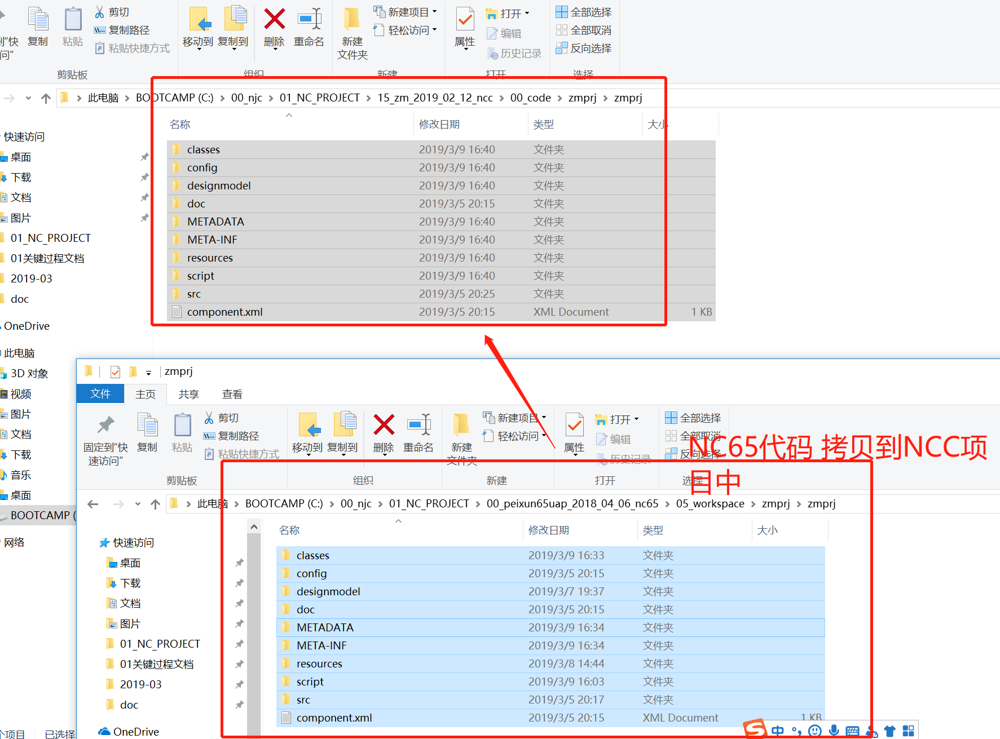 剪切
复制路径
粘贴快捷方式
到“快
问”
复制
粘贴
剪贴板
移动到
复制到
删除
重命名
组织
新建
文件夹
新建项目
轻松访问
新建
属性
打开
编辑
历史记录
打开
全部选择
全部取消
反向选择
选择
此电脑 BOOTCAMP (C:) 00_njc 01_NC_PROJECT 15_zm_2019_02_12_ncc 00_code zmprj zmprj
名称 修改日期 类型 大小
classes 2019/3/9 16:40 文件夹
config 2019/3/9 16:40 文件夹
designmodel 2019/3/9 16:40 文件夹
doc 2019/3/5 20:15 文件夹
METADATA 2019/3/9 16:40 文件夹
META-INF 2019/3/9 16:40 文件夹
resources 2019/3/9 16:40 文件夹
script 2019/3/9 16:40 文件夹
src 2019/3/5 20:25 文件夹
component.xml 2019/3/5 20:15 XML Document 1 KB
快速访问
桌面
下载
文档
图片
01_NC_PROJECT
01关键过程文档
2019-03
doc
OneDrive
此电脑
3D 对象
视频
图片
文档
下载
音乐
桌面
BOOTCAMP (
网络
个项目 已选择
zmprj
文件 主页 共享 查看
固定到“快
速访问”
复制
粘贴
剪切
复制路径
粘贴快捷方式
剪贴板
移动到
复制到
删除
重命名
组织
新建
文件夹
新建项目
轻松访问
新建
属性
打开
编辑
历史记录
打开
全部选择
全部取消
反向选择
选择
NC65代码 拷贝到NCC项
目中
此电脑 BOOTCAMP (C:) 00_njc 01_NC_PROJECT 00_peixun65uap_2018_04_06_nc65 05_workspace zmprj zmprj
名称 修改日期 类型 大小
classes 2019/3/9 16:33 文件夹
config 2019/3/5 20:15 文件夹
designmodel 2019/3/7 19:37 文件夹
doc 2019/3/5 20:15 文件夹
METADATA 2019/3/9 16:34 文件夹
META-INF 2019/3/9 16:34 文件夹
resources 2019/3/8 14:44 文件夹
script 2019/3/9 16:03 文件夹
src 2019/3/5 20:17 文件夹
component.xml 2019/3/5 20:15 XML Document 1 KB
快速访问
桌面
下载
文档
图片
01_NC_PROJECT
01关键过程文档
2019-03
doc
OneDrive
S 中